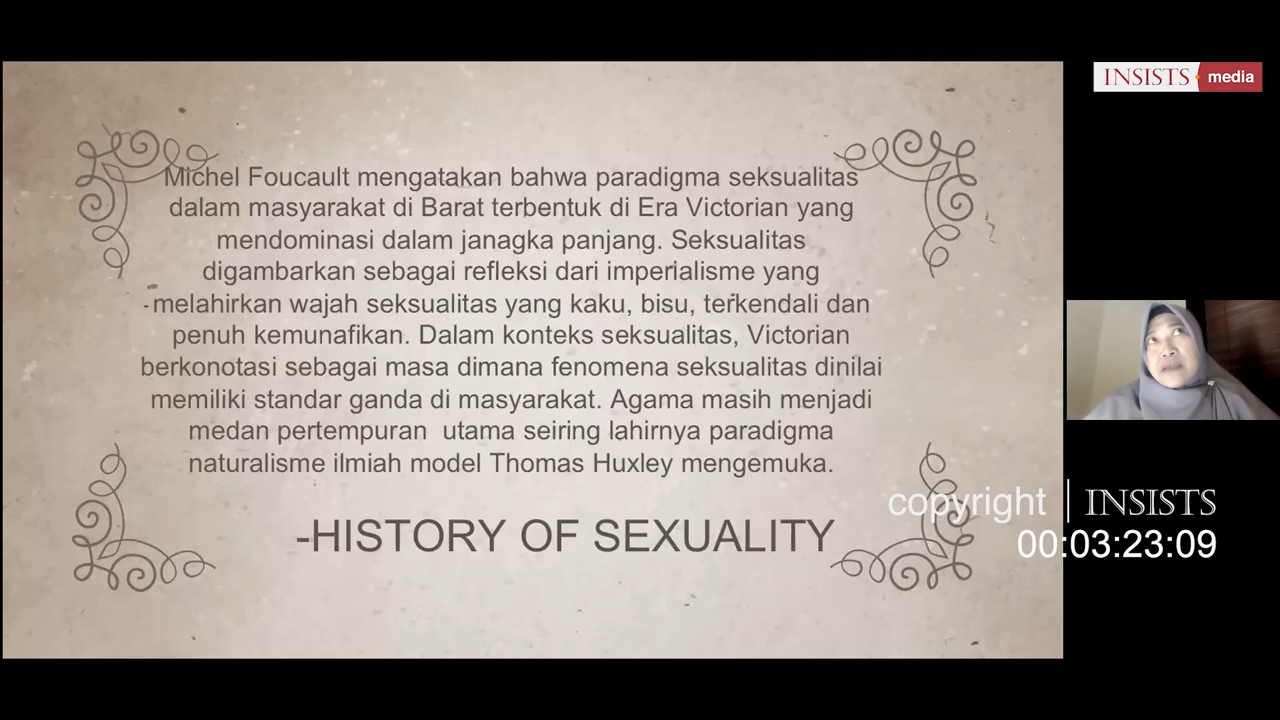 INSISTS media
Michel Foucault mengatakan bahwa paradigma seksualitas
dalam masyarakat di Barat terbentuk di Era Victorian yang
mendominasi dalam janagka panjang. Seksualitas
digambarkan sebagai refleksi dari imperialisme yang
melahirkan wajah seksualitas yang kaku, bisu, terkendali dan
penuh kemunafikan. Dalam konteks seksualitas, Victorian
berkonotasi sebagai masa dimana fenomena seksualitas dinilai
memiliki standar ganda di masyarakat. Agama masih menjadi
medan pertempuran  utama seiring lahirnya paradigma
naturalisme ilmiah model Thomas Huxley mengemuka.
-HISTORY OF SEXUALITY
copyright | INSISTS
00:03:23:09